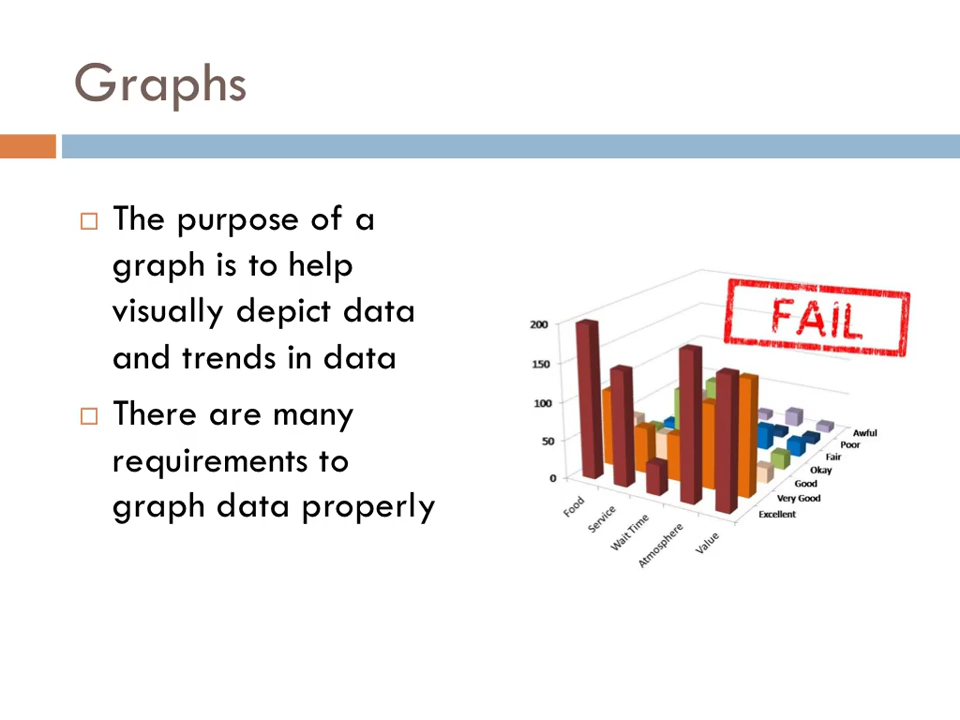 Graphs
The purpose of a
graph is to help
visually depict data
and trends in data
There are many
requirements to
graph data properly
FAIL
200
150
100
50
0
Food
Service
Wait Time
Atmosphere
Value
Awful
Poor
Fair
Okay
Good
Very Good
Excellent